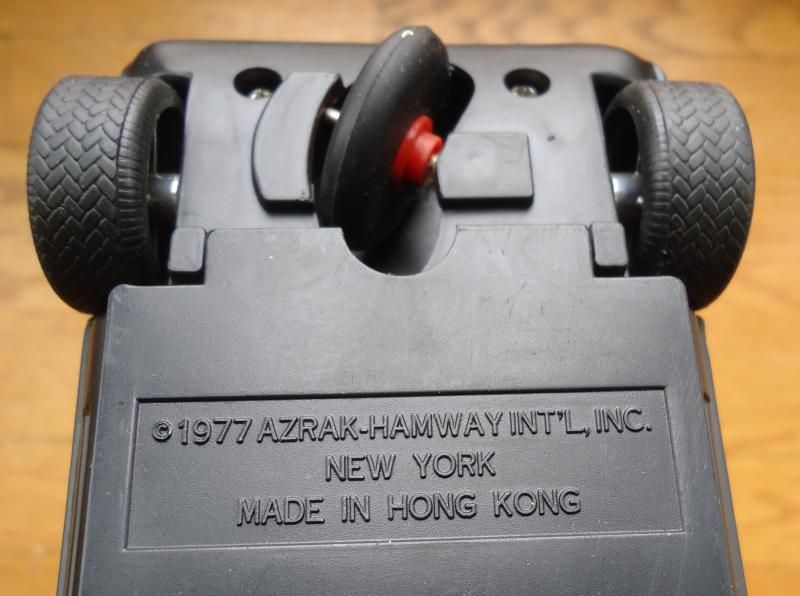 ©1977 AZRAK-HAMWAY INT'L, INC.
NEW YORK
MADE IN HONG KONG